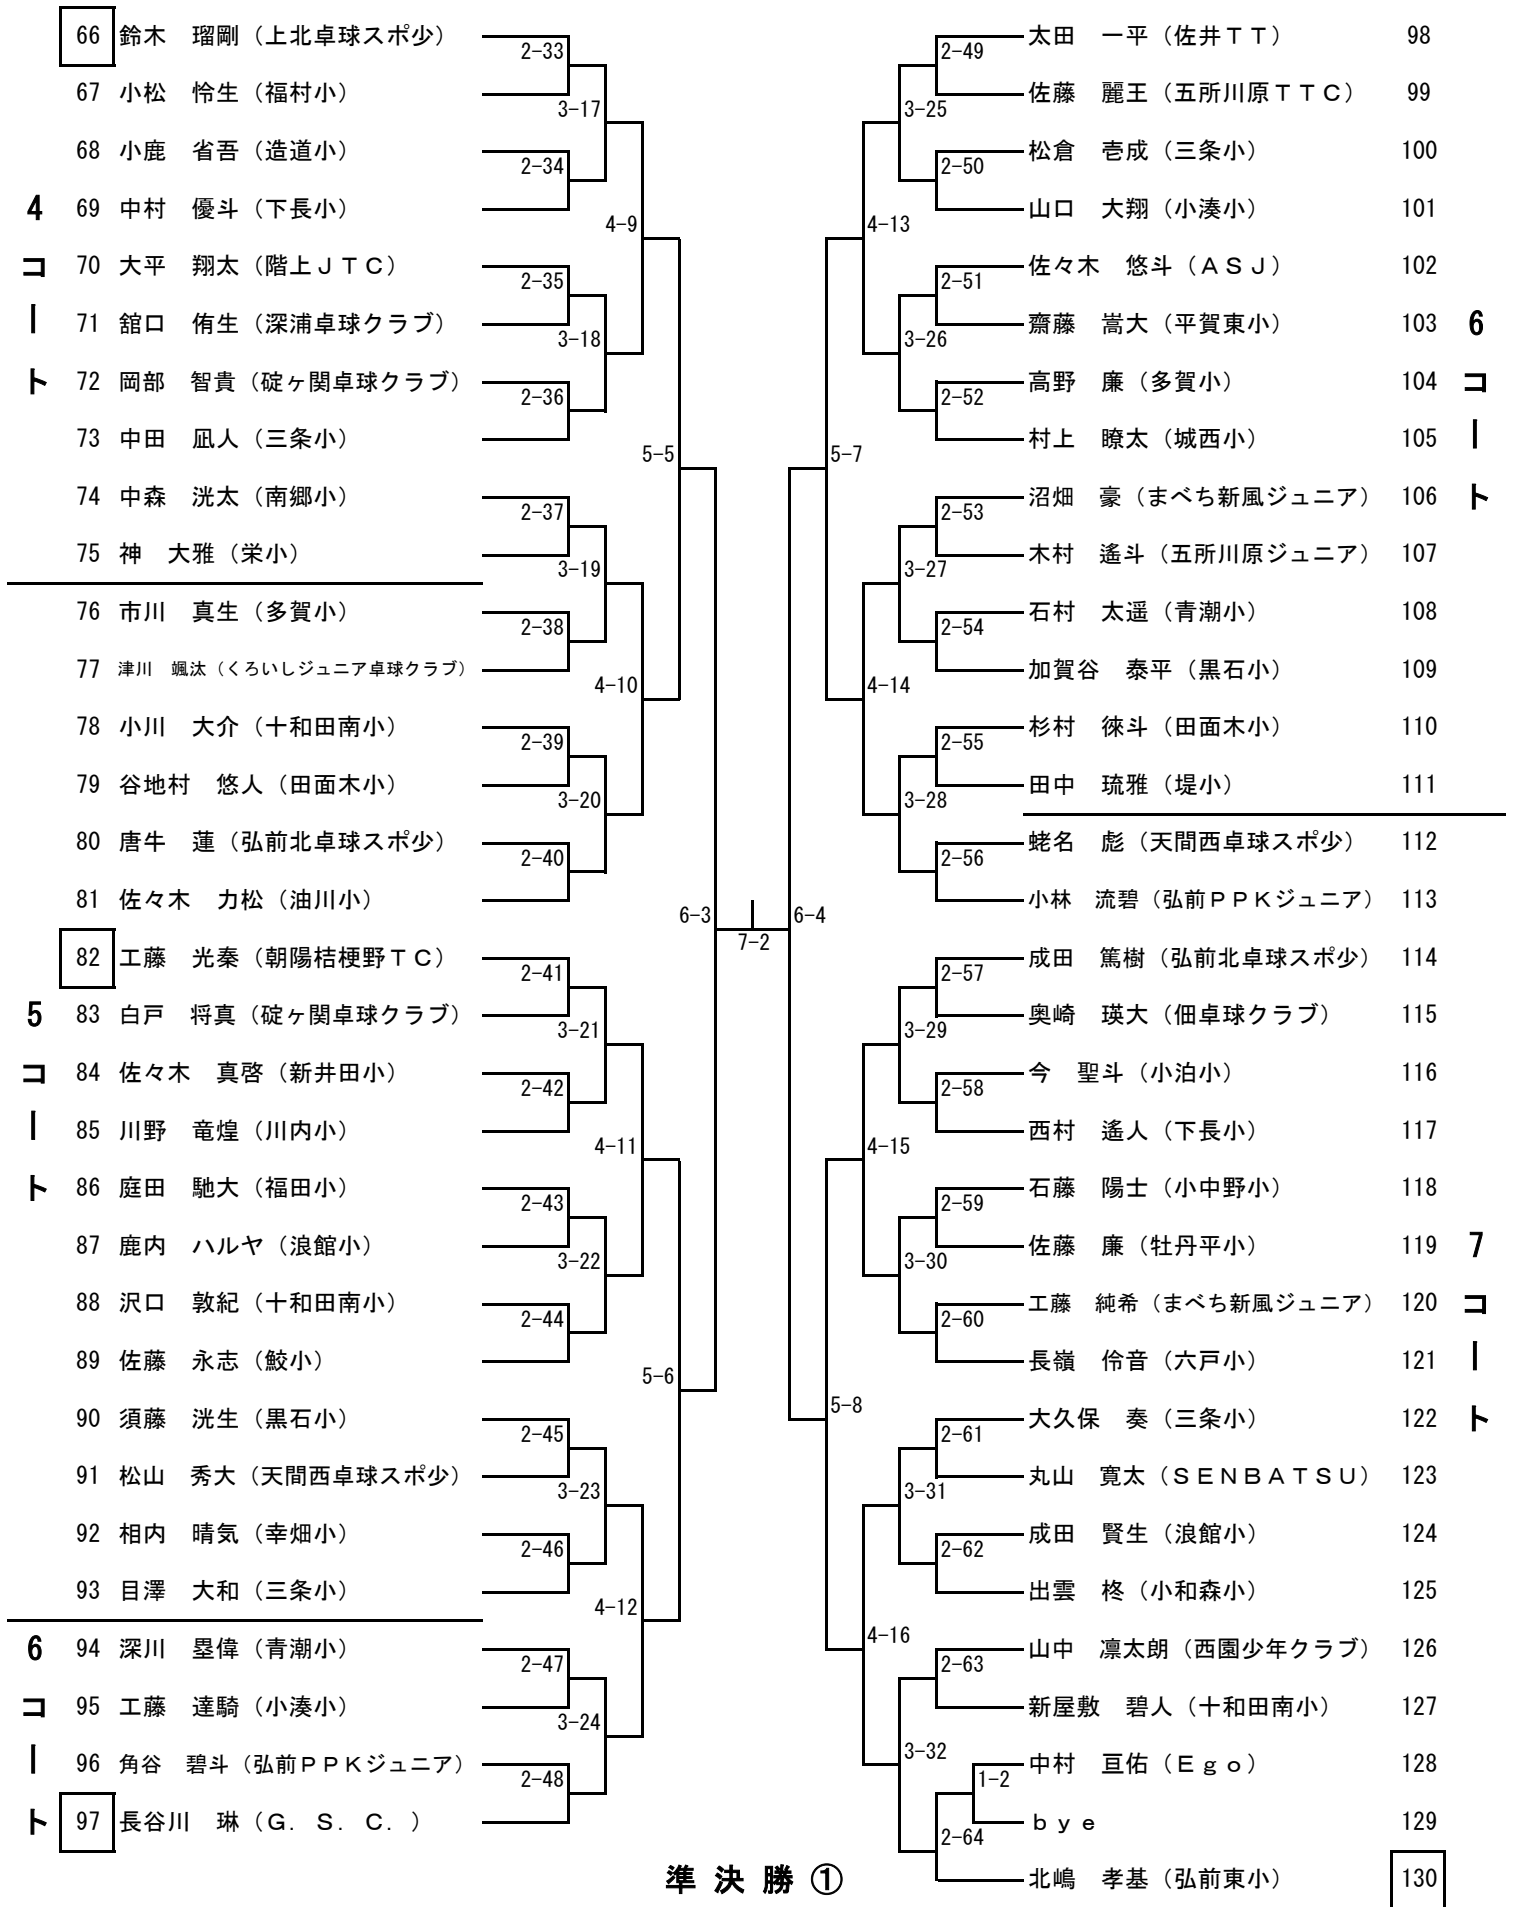 66 鈴木　瑠剛（上北卓球スポ少）
67 小松　怜生（福村小）
68 小鹿　省吾（造道小）
69 中村　優斗（下長小）
70 大平　翔太（階上ＪＴＣ）
71 舘口　侑生（深浦卓球クラブ）
72 岡部　智貴（碇ヶ関卓球クラブ）
73 中田　凪人（三条小）
74 中森　洸太（南郷小）
75 神　大雅（栄小）
4コート
76 市川　真生（多賀小）
77 津川　颯汰（くろいしジュニア卓球クラブ）
78 小川　大介（十和田南小）
79 谷地村　悠人（田面木小）
80 唐牛　蓮（弘前北卓球スポ少）
81 佐々木　力松（油川小）
82 工藤　光秦（朝陽桔梗野ＴＣ）
83 白戸　将真（碇ヶ関卓球クラブ）
84 佐々木　真啓（新井田小）
85 川野　竜煌（川内小）
86 庭田　馳大（福田小）
87 鹿内　ハルヤ（浪館小）
88 沢口　敦紀（十和田南小）
89 佐藤　永志（鮫小）
90 須藤　洸生（黒石小）
91 松山　秀大（天間西卓球スポ少）
92 相内　晴気（幸畑小）
93 目澤　大和（三条小）
5コート
94 深川　塁偉（青潮小）
95 工藤　達騎（小湊小）
96 角谷　碧斗（弘前ＰＰＫジュニア）
97 長谷川　琳（Ｇ．Ｓ．Ｃ．）
6コート
2-33
2-34
2-35
2-36
2-37
2-38
2-39
2-40
2-41
2-42
2-43
2-44
2-45
2-46
2-47
2-48
3-17
3-18
3-19
3-20
3-21
3-22
3-23
3-24
4-9
4-10
4-11
4-12
5-5
5-6
6-3
7-2
6-4
5-7
5-8
4-13
4-14
4-15
4-16
3-25
3-26
3-27
3-28
3-29
3-30
3-31
3-32
2-49
2-50
2-51
2-52
2-53
2-54
2-55
2-56
2-57
2-58
2-59
2-60
2-61
2-62
2-63
1-2
2-64
太田　一平（佐井ＴＴ） 98
佐藤　麗王（五所川原ＴＴＣ） 99
松倉　壱成（三条小） 100
山口　大翔（小湊小） 101
佐々木　悠斗（ＡＳＪ） 102
齋藤　嵩大（平賀東小） 103
高野　廉（多賀小） 104
村上　瞭太（城西小） 105
沼畑　豪（まべち新風ジュニア） 106
木村　遙斗（五所川原ジュニア） 107
石村　太遥（青潮小） 108
加賀谷　泰平（黒石小） 109
杉村　徠斗（田面木小） 110
田中　琉雅（堤小） 111
6コート
蛯名　彪（天間西卓球スポ少） 112
小林　流碧（弘前ＰＰＫジュニア） 113
成田　篤樹（弘前北卓球スポ少） 114
奥崎　瑛大（佃卓球クラブ） 115
今　聖斗（小泊小） 116
西村　遙人（下長小） 117
石藤　陽士（小中野小） 118
佐藤　廉（牡丹平小） 119
工藤　純希（まべち新風ジュニア） 120
長嶺　伶音（六戸小） 121
大久保　奏（三条小） 122
丸山　寛太（ＳＥＮＢＡＴＳＵ） 123
成田　賢生（浪館小） 124
出雲　柊（小和森小） 125
山中　凛太朗（西園少年クラブ） 126
新屋敷　碧人（十和田南小） 127
中村　亘佑（Ｅｇｏ） 128
ｂｙｅ 129
北嶋　孝基（弘前東小） 130
7コート
準決勝①